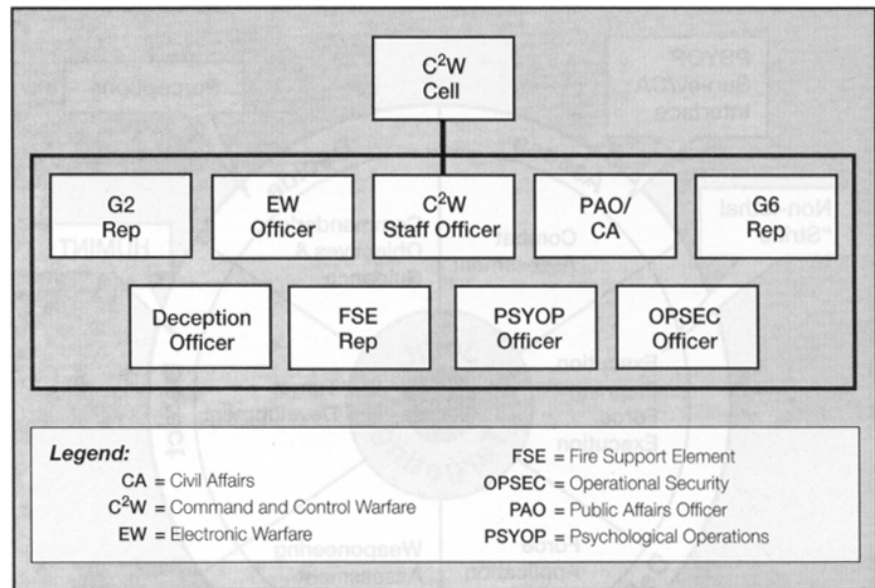 C²W
Cell
G2
Rep
EW
Officer
C²W
Staff Officer
PAO/
CA
G6
Rep
Deception
Officer
FSE
Rep
PSYOP
Officer
OPSEC
Officer
Legend:
CA = Civil Affairs
C²W = Command and Control Warfare
EW = Electronic Warfare
FSE = Fire Support Element
OPSEC = Operational Security
PAO = Public Affairs Officer
PSYOP = Psychological Operations